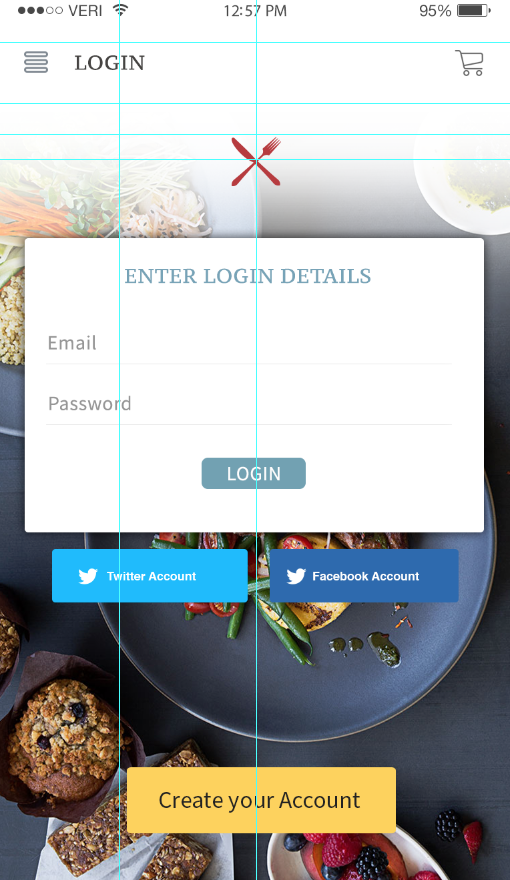 VERI 12:57 PM 95%
LOGIN
ENTER LOGIN DETAILS
Email
Password
LOGIN
Twitter Account Facebook Account
Create your Account